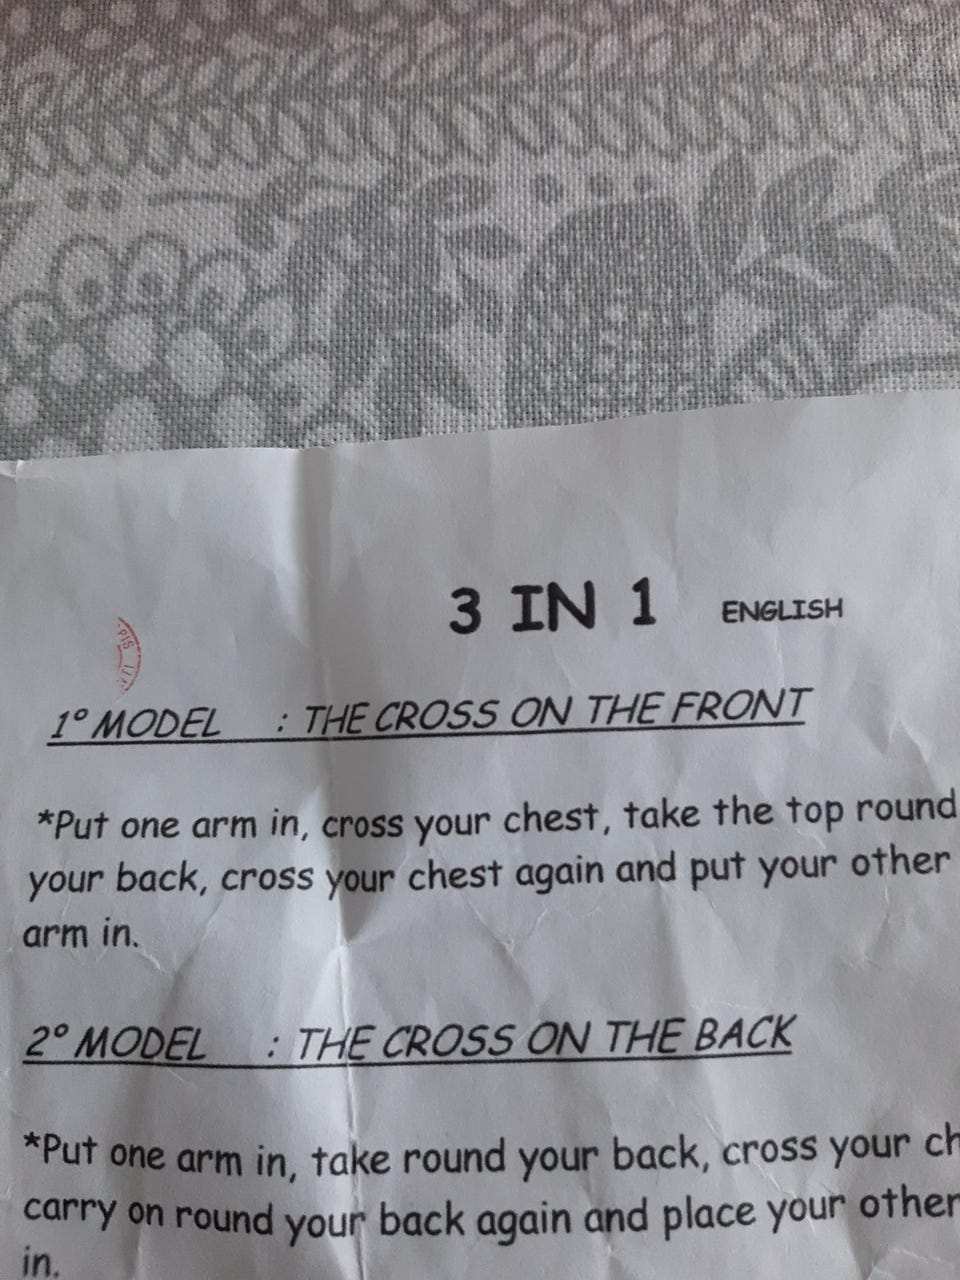 3 IN 1 ENGLISH
1° MODEL : THE CROSS ON THE FRONT
*Put one arm in, cross your chest, take the top round
your back, cross your chest again and put your other
arm in.
2° MODEL : THE CROSS ON THE BACK
*Put one arm in, take round your back, cross your ch
carry on round your back again and place your other
in.